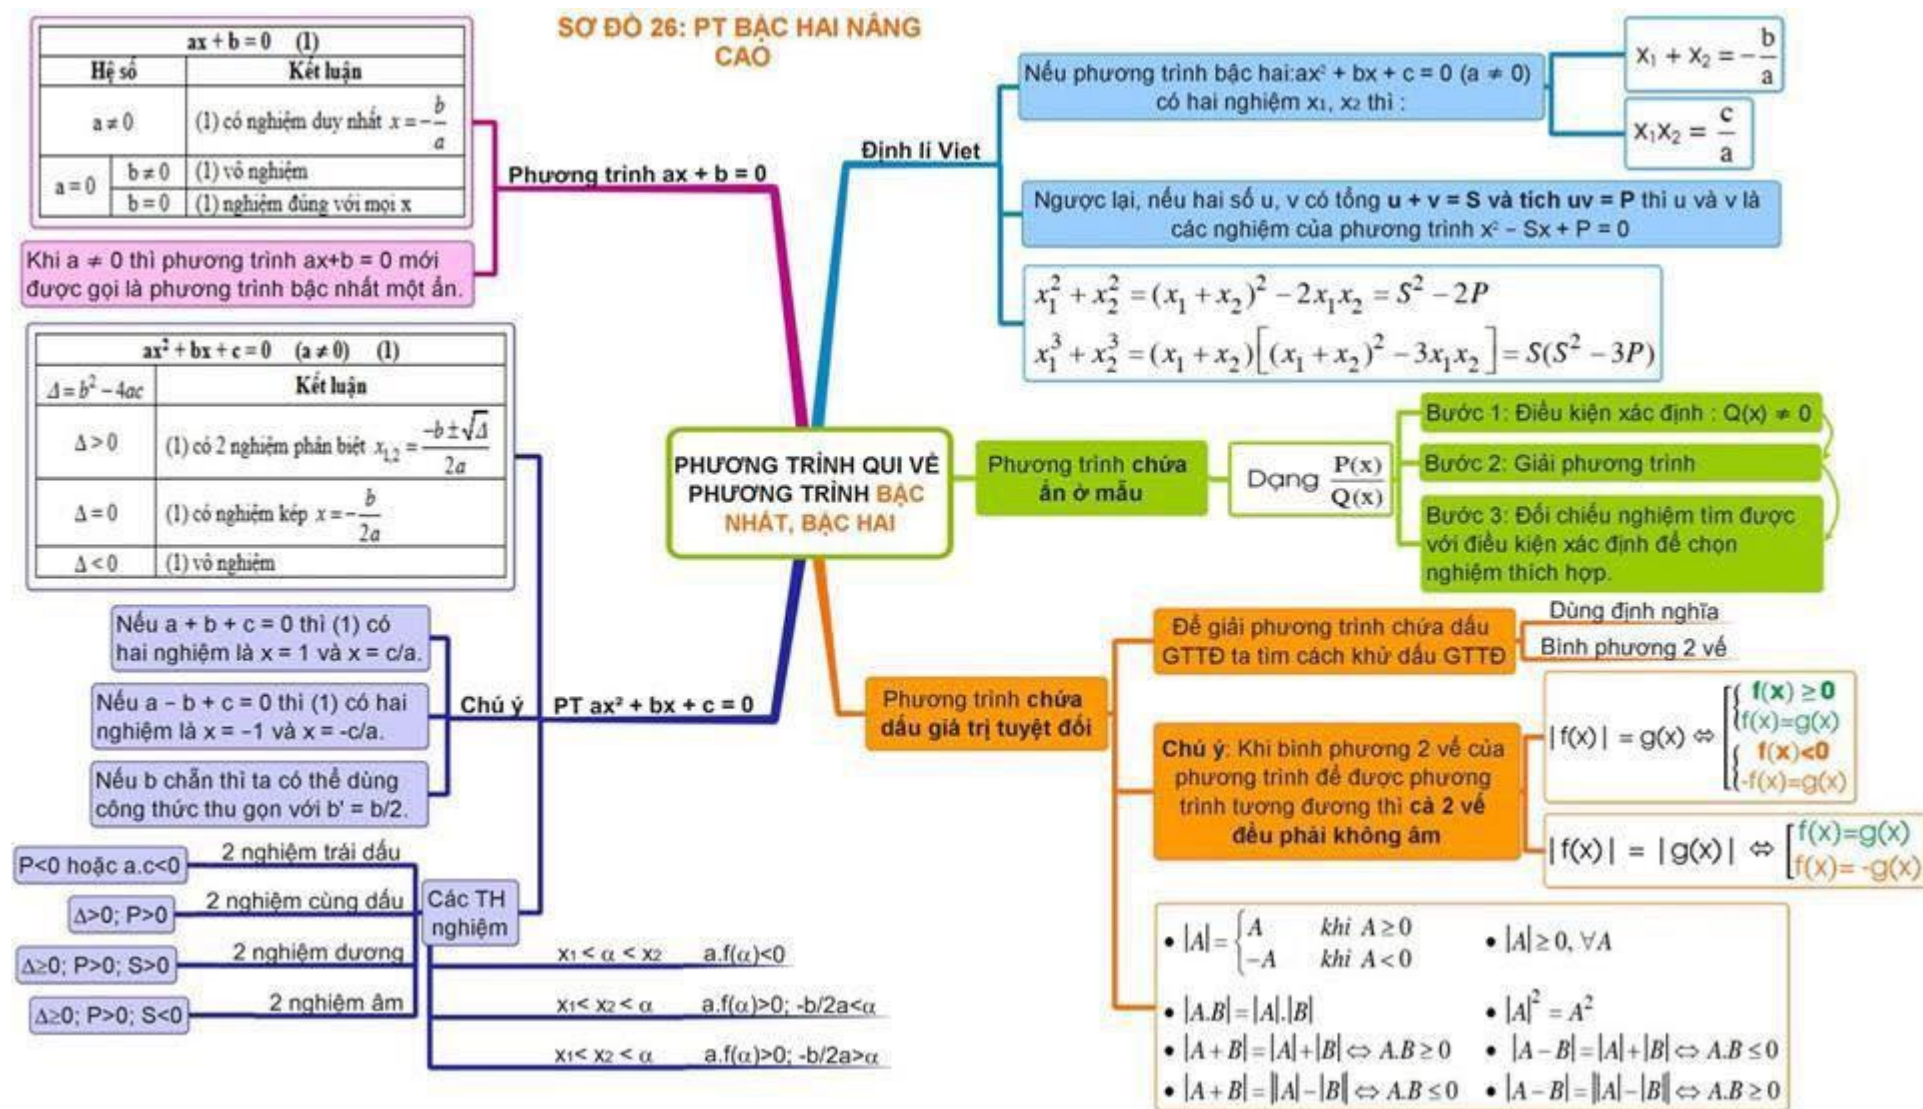 SƠ ĐỒ 26: PT BẬC HAI NÂNG
CAO
ax + b = 0 (1)
Hệ số Kết luận
a ≠ 0 (1) có nghiệm duy nhất x = -b/a
a = 0 b ≠ 0 (1) vô nghiệm
b = 0 (1) nghiệm đúng với mọi x
Khi a ≠ 0 thì phương trình ax+b = 0 mới
được gọi là phương trình bậc nhất một ẩn.
Phương trình ax + b = 0
ax² + bx + c = 0 (a ≠ 0) (1)
Δ = b² − 4ac Kết luận
Δ > 0 (1) có 2 nghiệm phân biệt x₁,₂ = (-b ± √Δ)/2a
Δ = 0 (1) có nghiệm kép x = -b/2a
Δ < 0 (1) vô nghiệm
Nếu a + b + c = 0 thì (1) có
hai nghiệm là x = 1 và x = c/a.
Nếu a − b + c = 0 thì (1) có hai
nghiệm là x = −1 và x = -c/a.
Nếu b chẵn thì ta có thể dùng
công thức thu gọn với b' = b/2.
Chú ý
PT ax² + bx + c = 0
P<0 hoặc a.c<0 2 nghiệm trái dấu
Δ>0; P>0 2 nghiệm cùng dấu
Δ≥0; P>0; S>0 2 nghiệm dương
Δ≥0; P>0; S<0 2 nghiệm âm
Các TH
nghiệm
x₁ < α < x₂ a.f(α)<0
x₁< x₂ < α a.f(α)>0; -b/2a<α
x₁< x₂ < α a.f(α)>0; -b/2a>α
PHƯƠNG TRÌNH QUI VỀ
PHƯƠNG TRÌNH BẬC
NHẤT, BẬC HAI
Định lí Viet
Nếu phương trình bậc hai:ax² + bx + c = 0 (a ≠ 0)
có hai nghiệm x₁, x₂ thì :
x₁ + x₂ = -b/a
x₁x₂ = c/a
Ngược lại, nếu hai số u, v có tổng u + v = S và tích uv = P thì u và v là
các nghiệm của phương trình x² − Sx + P = 0
x₁² + x₂² = (x₁ + x₂)² − 2x₁x₂ = S² − 2P
x₁³ + x₂³ = (x₁ + x₂)[(x₁ + x₂)² − 3x₁x₂] = S(S² − 3P)
Phương trình chứa
ẩn ở mẫu
Dạng P(x)/Q(x)
Bước 1: Điều kiện xác định : Q(x) ≠ 0
Bước 2: Giải phương trình
Bước 3: Đối chiếu nghiệm tìm được
với điều kiện xác định để chọn
nghiệm thích hợp.
Phương trình chứa
dấu giá trị tuyệt đối
Để giải phương trình chứa dấu
GTTĐ ta tìm cách khử dấu GTTĐ
Dùng định nghĩa
Bình phương 2 vế
Chú ý: Khi bình phương 2 vế của
phương trình để được phương
trình tương đương thì cả 2 vế
đều phải không âm
|f(x)| = g(x) ⇔ [{f(x) ≥0
f(x)=g(x)
{f(x)<0
-f(x)=g(x)
|f(x)| = |g(x)| ⇔ [f(x)=g(x)
f(x)= -g(x)
• |A| = {A khi A ≥ 0
−A khi A < 0
• |A| ≥ 0, ∀A
• |A.B| = |A|.|B| • |A|² = A²
• |A + B| = |A| + |B| ⇔ A.B ≥ 0 • |A − B| = |A| + |B| ⇔ A.B ≤ 0
• |A + B| = ||A| − |B|| ⇔ A.B ≤ 0 • |A − B| = ||A| − |B|| ⇔ A.B ≥ 0